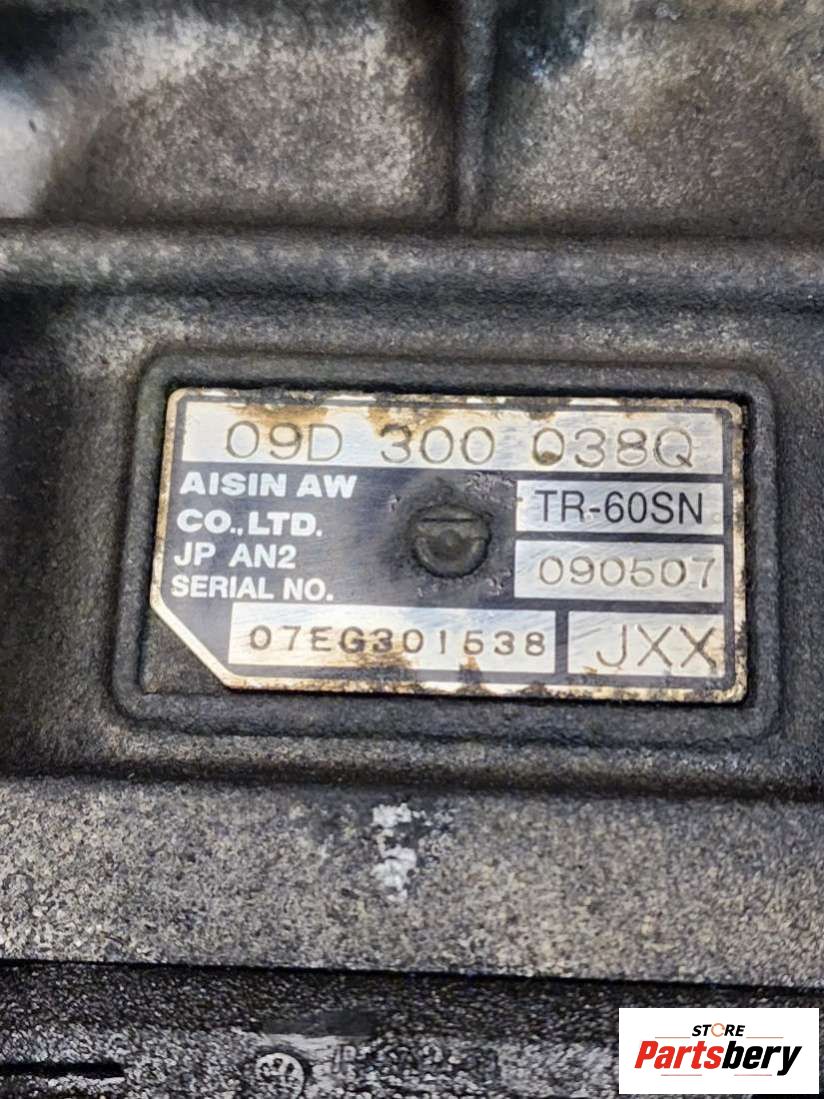 09D 300 038Q
AISIN AW
CO., LTD.
TR-60SN
JP AN2
090507
SERIAL NO.
07EG301538
JXX
STORE
Partsbery